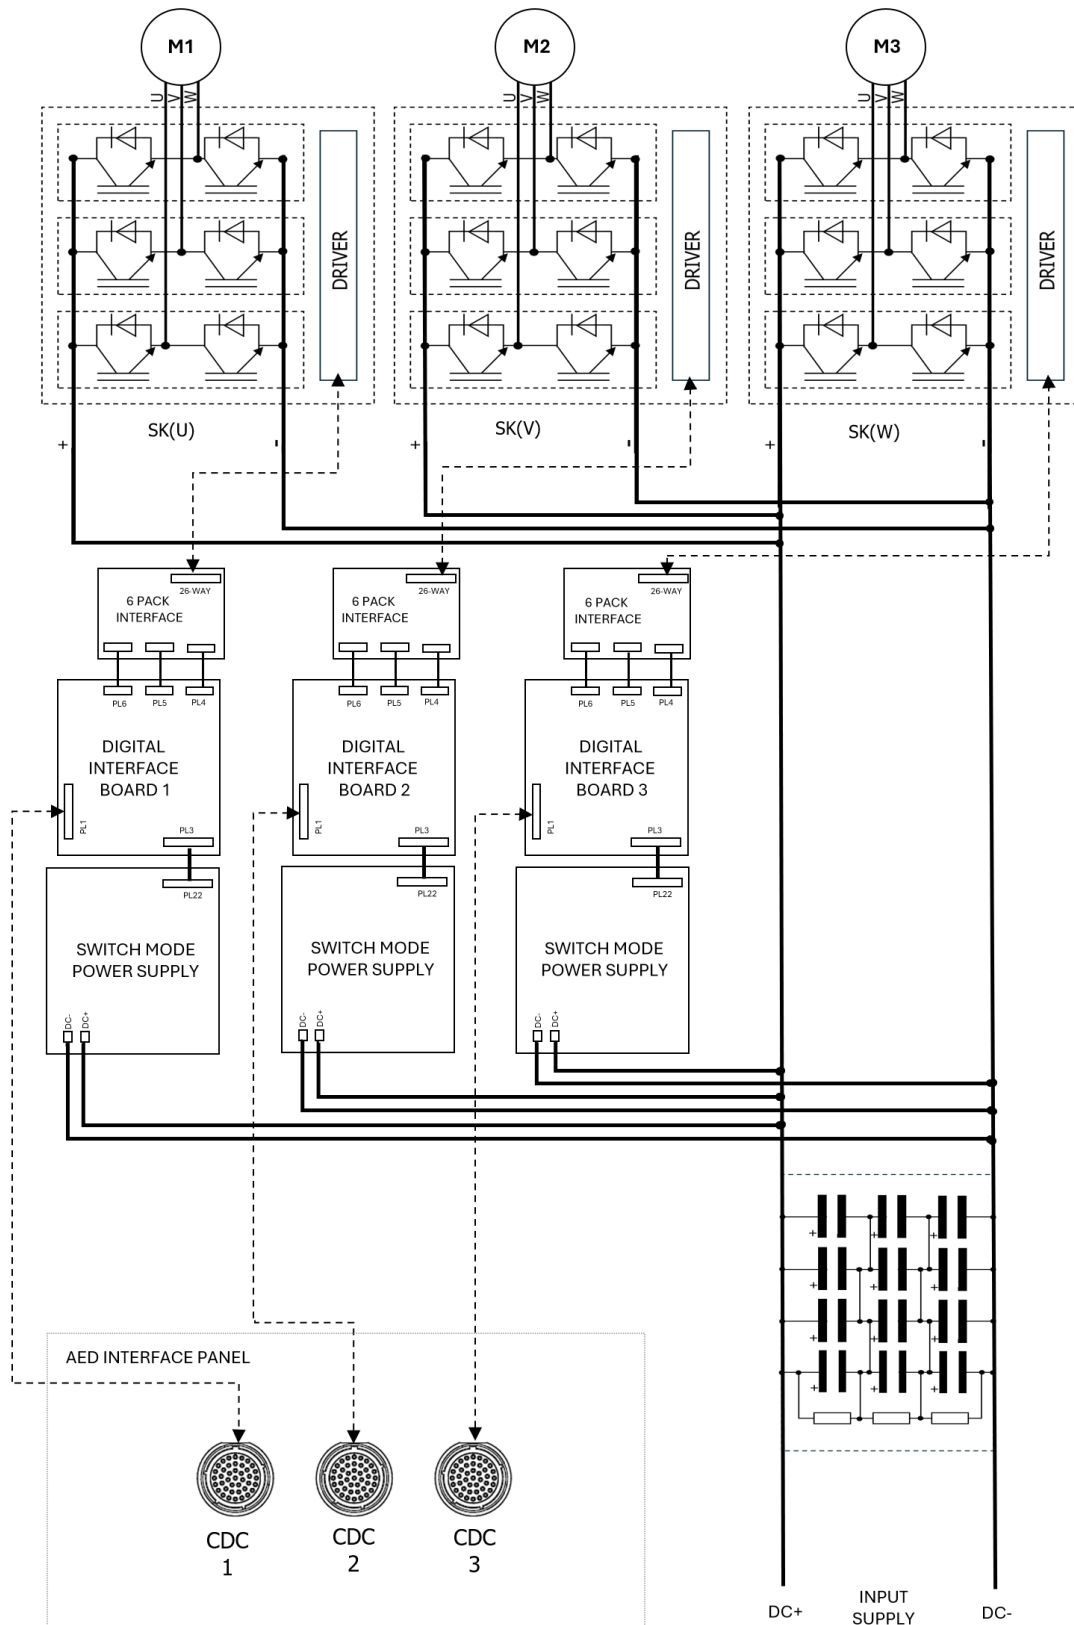 M1
M2
M3
U
V
W
U
V
W
U
V
W
DRIVER
DRIVER
DRIVER
SK(U)
SK(V)
SK(W)
+
-
+
-
+
-
26-WAY
6 PACK
INTERFACE
26-WAY
6 PACK
INTERFACE
26-WAY
6 PACK
INTERFACE
PL6
PL5
PL4
PL6
PL5
PL4
PL6
PL5
PL4
DIGITAL
INTERFACE
BOARD 1
DIGITAL
INTERFACE
BOARD 2
DIGITAL
INTERFACE
BOARD 3
PL1
PL3
PL1
PL3
PL1
PL3
PL22
PL22
PL22
SWITCH MODE
POWER SUPPLY
SWITCH MODE
POWER SUPPLY
SWITCH MODE
POWER SUPPLY
DC-
DC+
DC-
DC+
DC-
DC+
+
+
+
+
+
+
+
+
+
+
+
+
AED INTERFACE PANEL
CDC
1
CDC
2
CDC
3
DC+
INPUT
SUPPLY
DC-